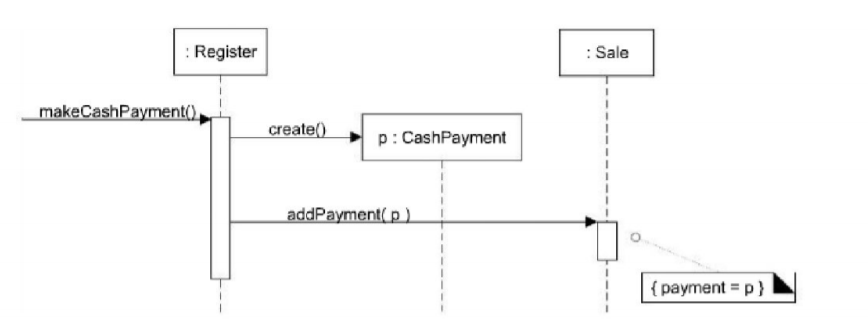 : Register
: Sale
makeCashPayment()
create()
p : CashPayment
addPayment( p )
{ payment = p }